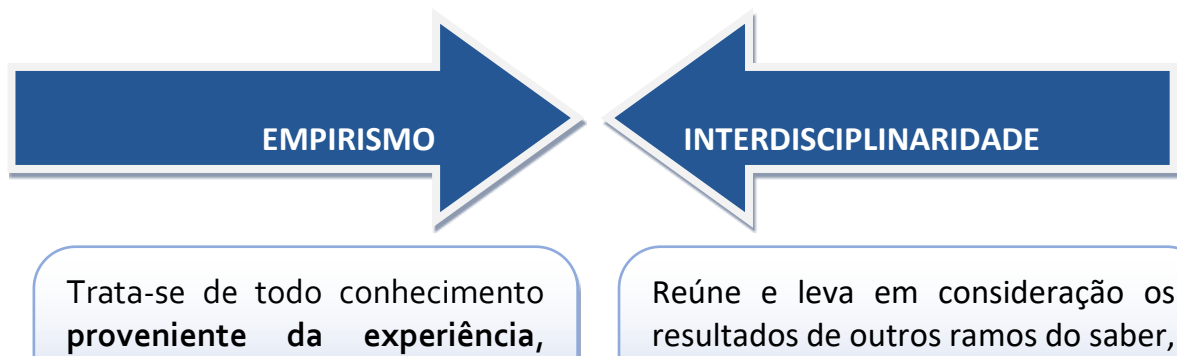 EMPIRISMO
INTERDISCIPLINARIDADE
Trata-se de todo conhecimento
proveniente da experiência,
Reúne e leva em consideração os
resultados de outros ramos do saber,